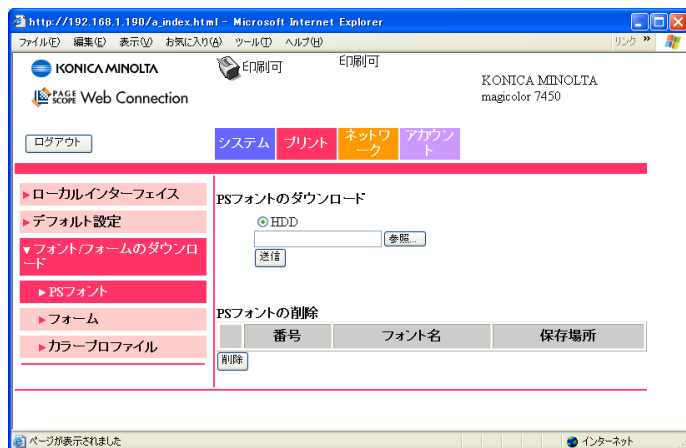 http://192.168.1.190/a_index.html - Microsoft Internet Explorer
ファイル(F) 編集(E) 表示(V) お気に入り(A) ツール(T) ヘルプ(H) リンク »
KONICA MINOLTA
印刷可
印刷可
KONICA MINOLTA
magicolor 7450
PAGE SCOPE Web Connection
ログアウト
システム
プリント
ネットワ
ーク
アカウン
ト
ローカルインターフェイス
デフォルト設定
フォント/フォームのダウンロ
ード
PSフォント
フォーム
カラープロファイル
PSフォントのダウンロード
HDD
参照...
送信
PSフォントの削除
番号 フォント名 保存場所
削除
ページが表示されました インターネット